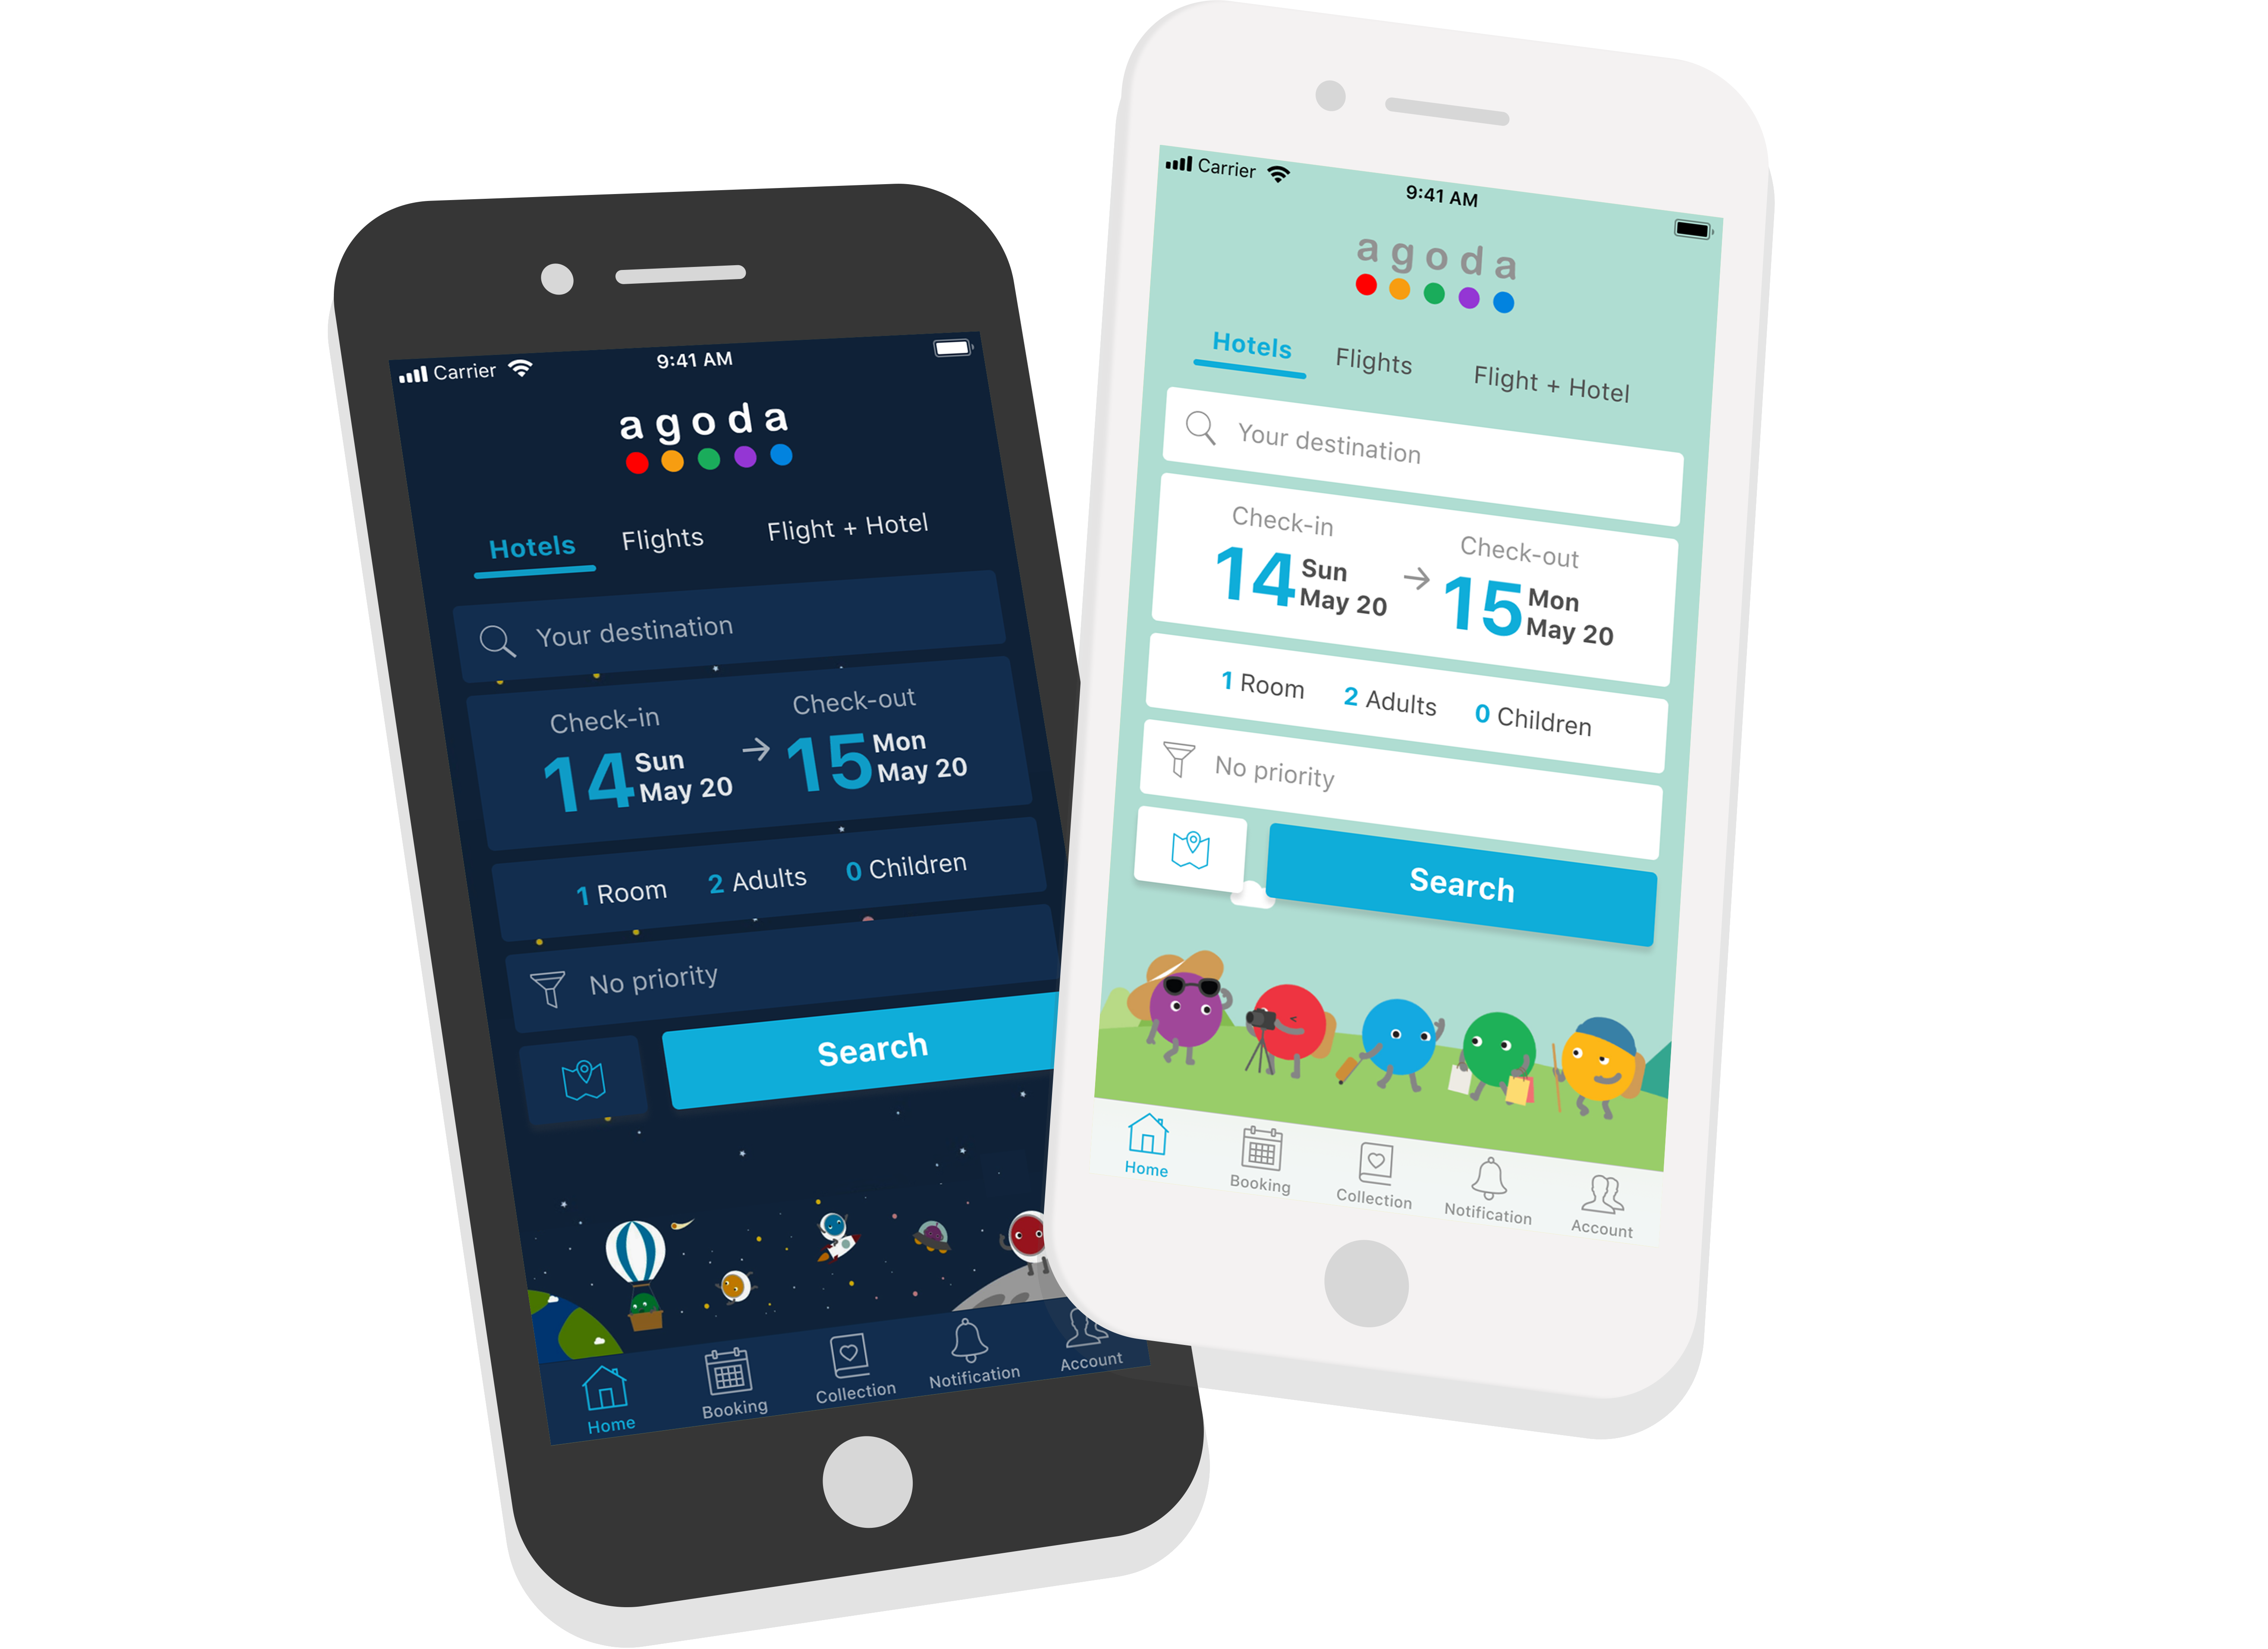 Carrier 9:41 AM
agoda
Hotels Flights Flight + Hotel
Your destination
Check-in Check-out
14 Sun May 20 → 15 Mon May 20
1 Room 2 Adults 0 Children
No priority
Search
Home Booking Collection Notification Account
Carrier 9:41 AM
agoda
Hotels Flights Flight + Hotel
Your destination
Check-in Check-out
14 Sun May 20 → 15 Mon May 20
1 Room 2 Adults 0 Children
No priority
Search
Home Booking Collection Notification Account